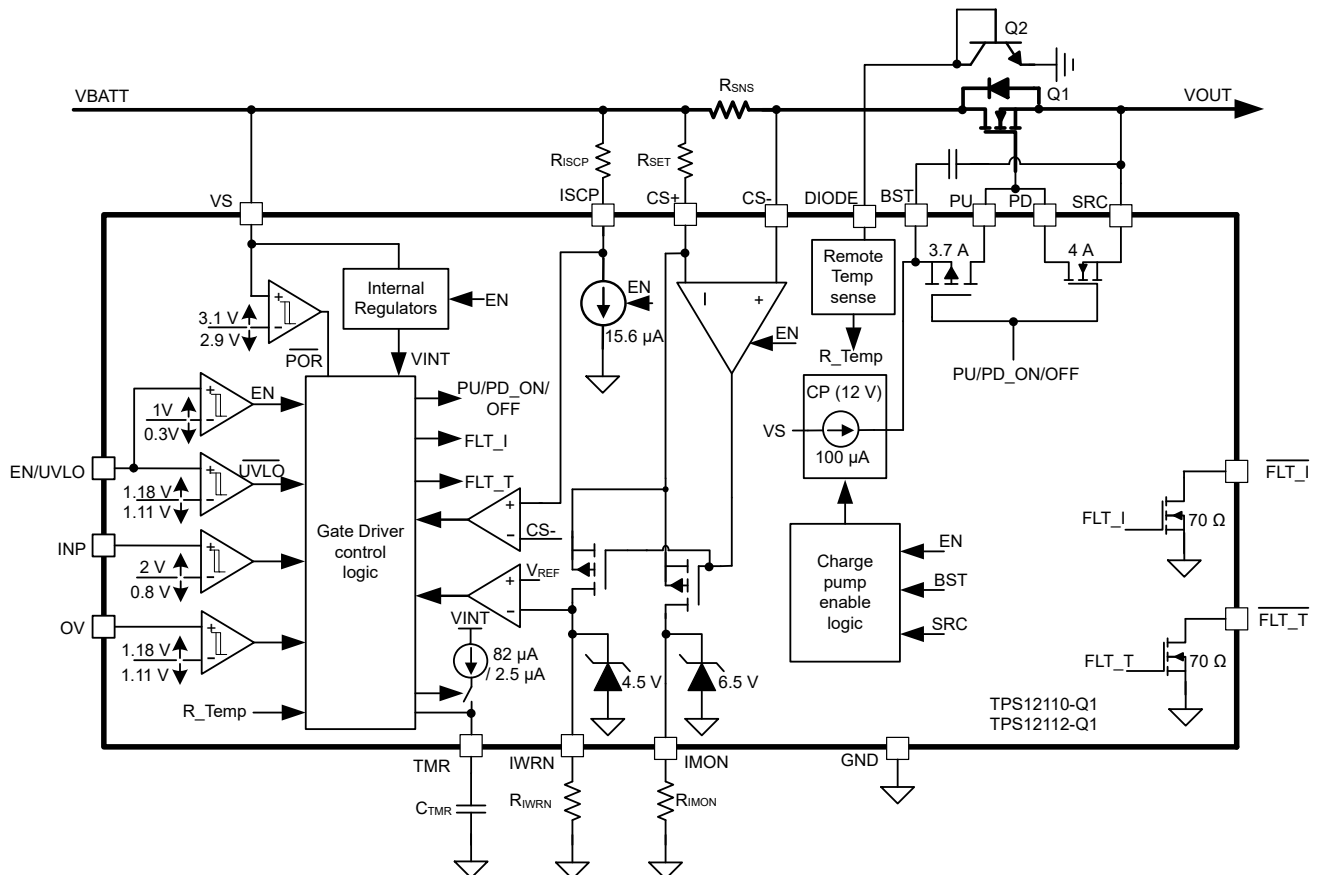 Q2
RSNS
Q1
VBATT
VOUT
RISCP
RSET
VS
ISCP
CS+
CS-
DIODE
BST
PU
PD
SRC
3.7 A
4 A
Remote
Temp
sense
Internal
Regulators
EN
EN
I
+
15.6 µA
EN
+
−
3.1 V
2.9 V
POR
VINT
R_Temp
PU/PD_ON/OFF
CP (12 V)
VS
100 µA
+
−
1V
0.3V
EN
PU/PD_ON/
OFF
FLT_I
FLT_T
EN/UVLO
+
−
1.18 V
1.11 V
UVLO
+
−
CS-
Gate Driver
control
logic
FLT_I
FLT_I
70 Ω
INP
+
−
2 V
0.8 V
Charge
pump
enable
logic
EN
BST
SRC
VREF
+
−
VINT
82 µA
/ 2.5 µA
OV
+
−
1.18 V
1.11 V
4.5 V
6.5 V
FLT_T
FLT_T
70 Ω
R_Temp
TPS12110-Q1
TPS12112-Q1
TMR
IWRN
IMON
GND
CTMR
RIWRN
RIMON